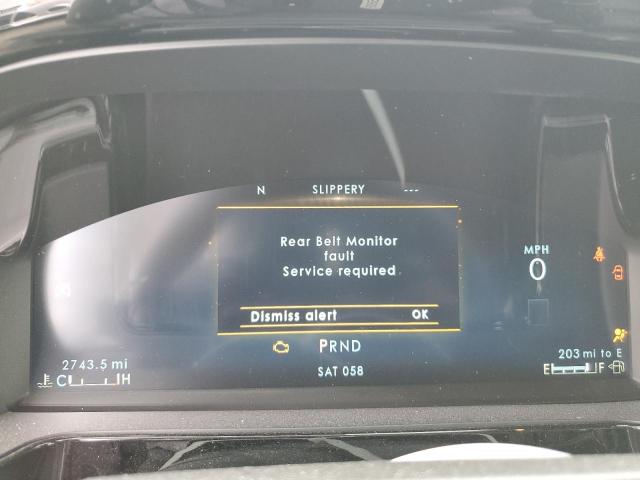 N SLIPPERY ---
Rear Belt Monitor
fault
Service required
MPH
0
Dismiss alert OK
PRND
2743.5 mi
203 mi to E
C H
SAT 058
E F